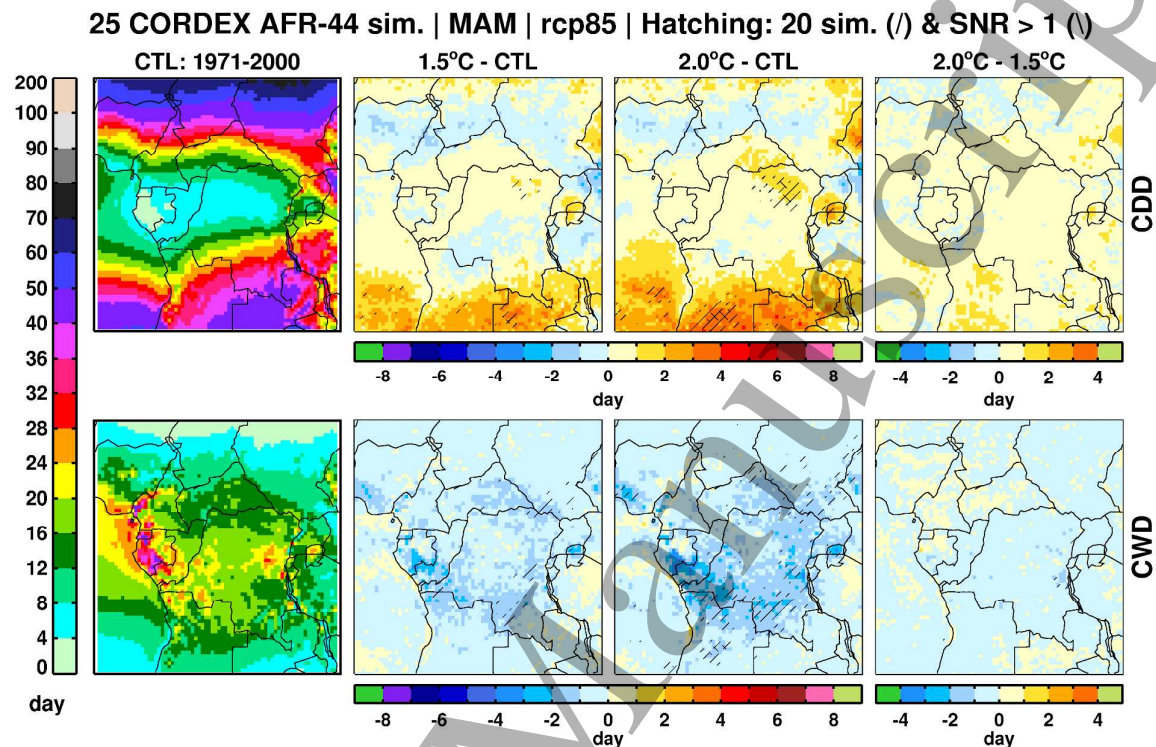 25 CORDEX AFR-44 sim. | MAM | rcp85 | Hatching: 20 sim. (/) & SNR > 1 (\)
CTL: 1971-2000
1.5°C - CTL
2.0°C - CTL
2.0°C - 1.5°C
200
100
90
80
70
60
50
40
36
32
28
24
20
16
12
8
4
0
day
CDD
-8 -6 -4 -2 0 2 4 6 8
day
-4 -2 0 2 4
day
CWD
-8 -6 -4 -2 0 2 4 6 8
day
-4 -2 0 2 4
day
Manuscrip